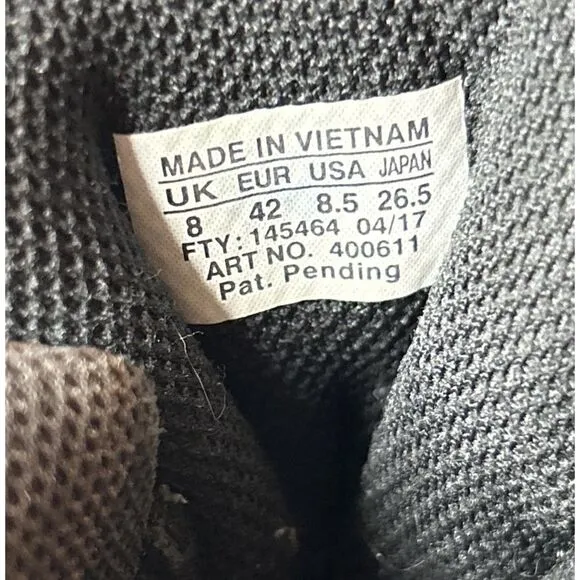 MADE IN VIETNAM
UK EUR USA JAPAN
8 42 8.5 26.5
FTY: 145464 04/17
ART NO. 400611
Pat. Pending